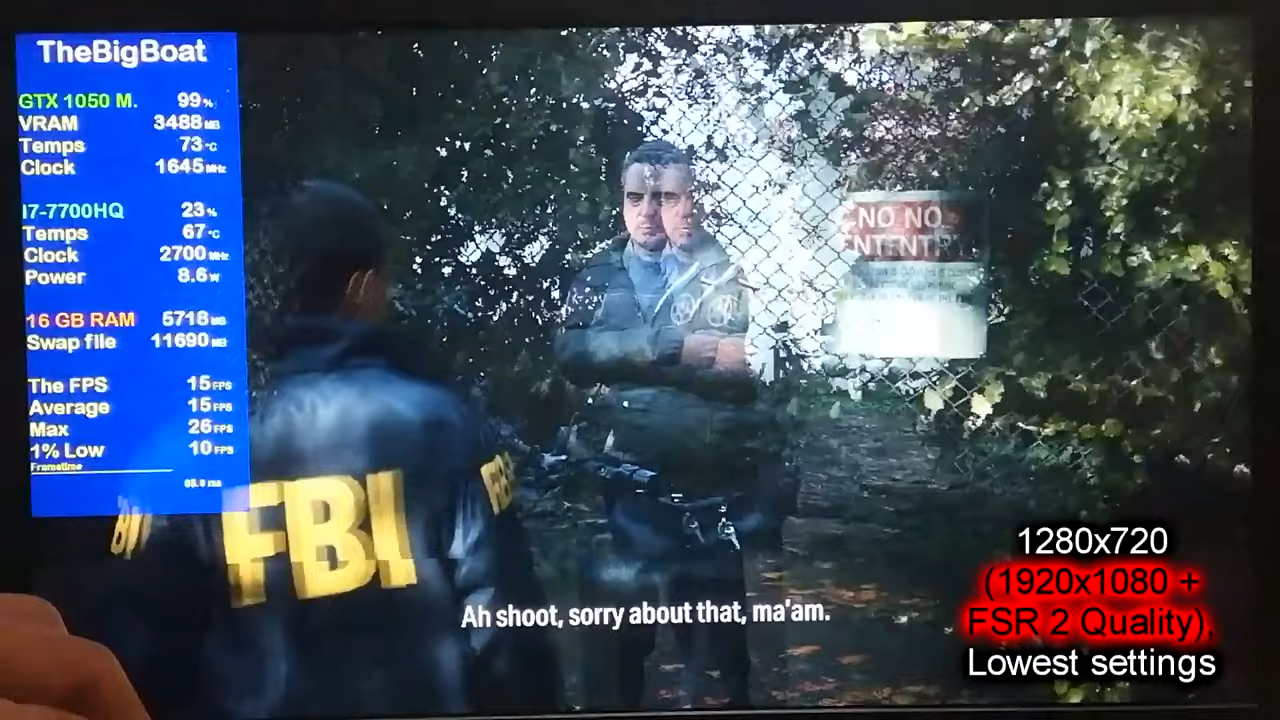 TheBigBoat
GTX 1050 M. 99%
VRAM 3488 MB
Temps 73 °C
Clock 1645 MHz
I7-7700HQ 23%
Temps 67 °C
Clock 2700 MHz
Power 8.6 W
16 GB RAM 5718 MB
Swap file 11690 MB
The FPS 15 FPS
Average 15 FPS
Max 26 FPS
1% Low 10 FPS
Frametime
NO NO
ENTENTRY
FBI
Ah shoot, sorry about that, ma'am.
1280x720
(1920x1080 +
FSR 2 Quality),
Lowest settings